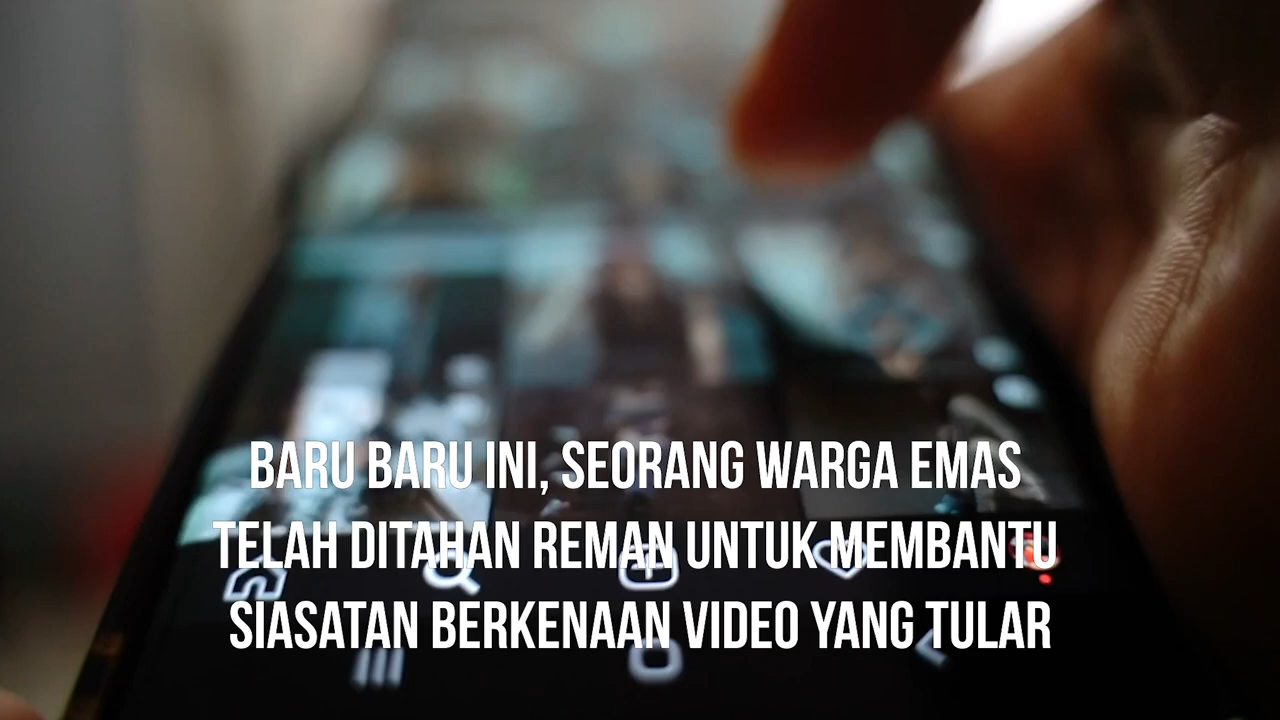 BARU BARU INI, SEORANG WARGA EMAS
TELAH DITAHAN REMAN UNTUK MEMBANTU
SIASATAN BERKENAAN VIDEO YANG TULAR